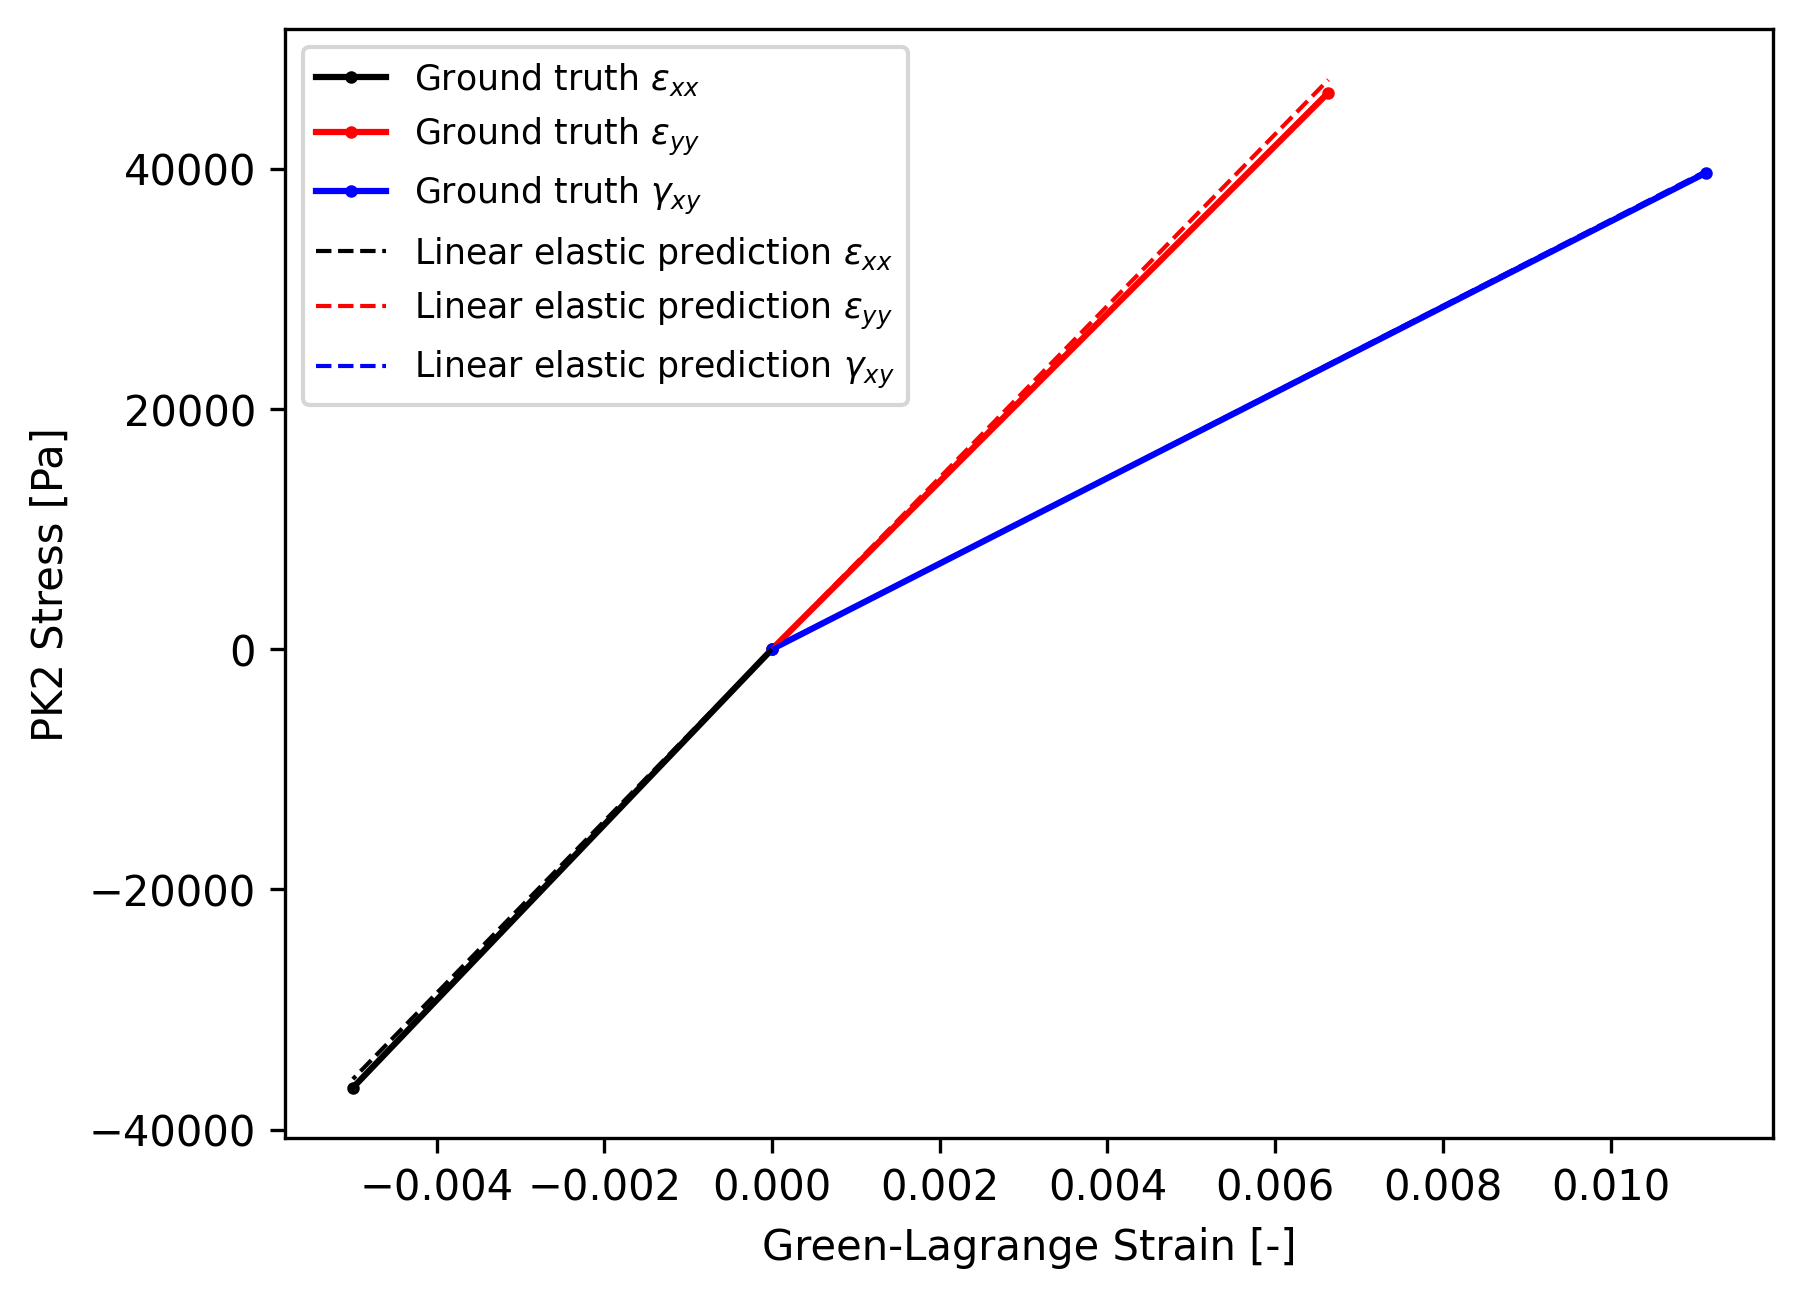 Ground truth εxx
Ground truth εyy
Ground truth γxy
Linear elastic prediction εxx
Linear elastic prediction εyy
Linear elastic prediction γxy
40000
20000
0
−20000
−40000
PK2 Stress [Pa]
−0.004 −0.002 0.000 0.002 0.004 0.006 0.008 0.010
Green-Lagrange Strain [-]